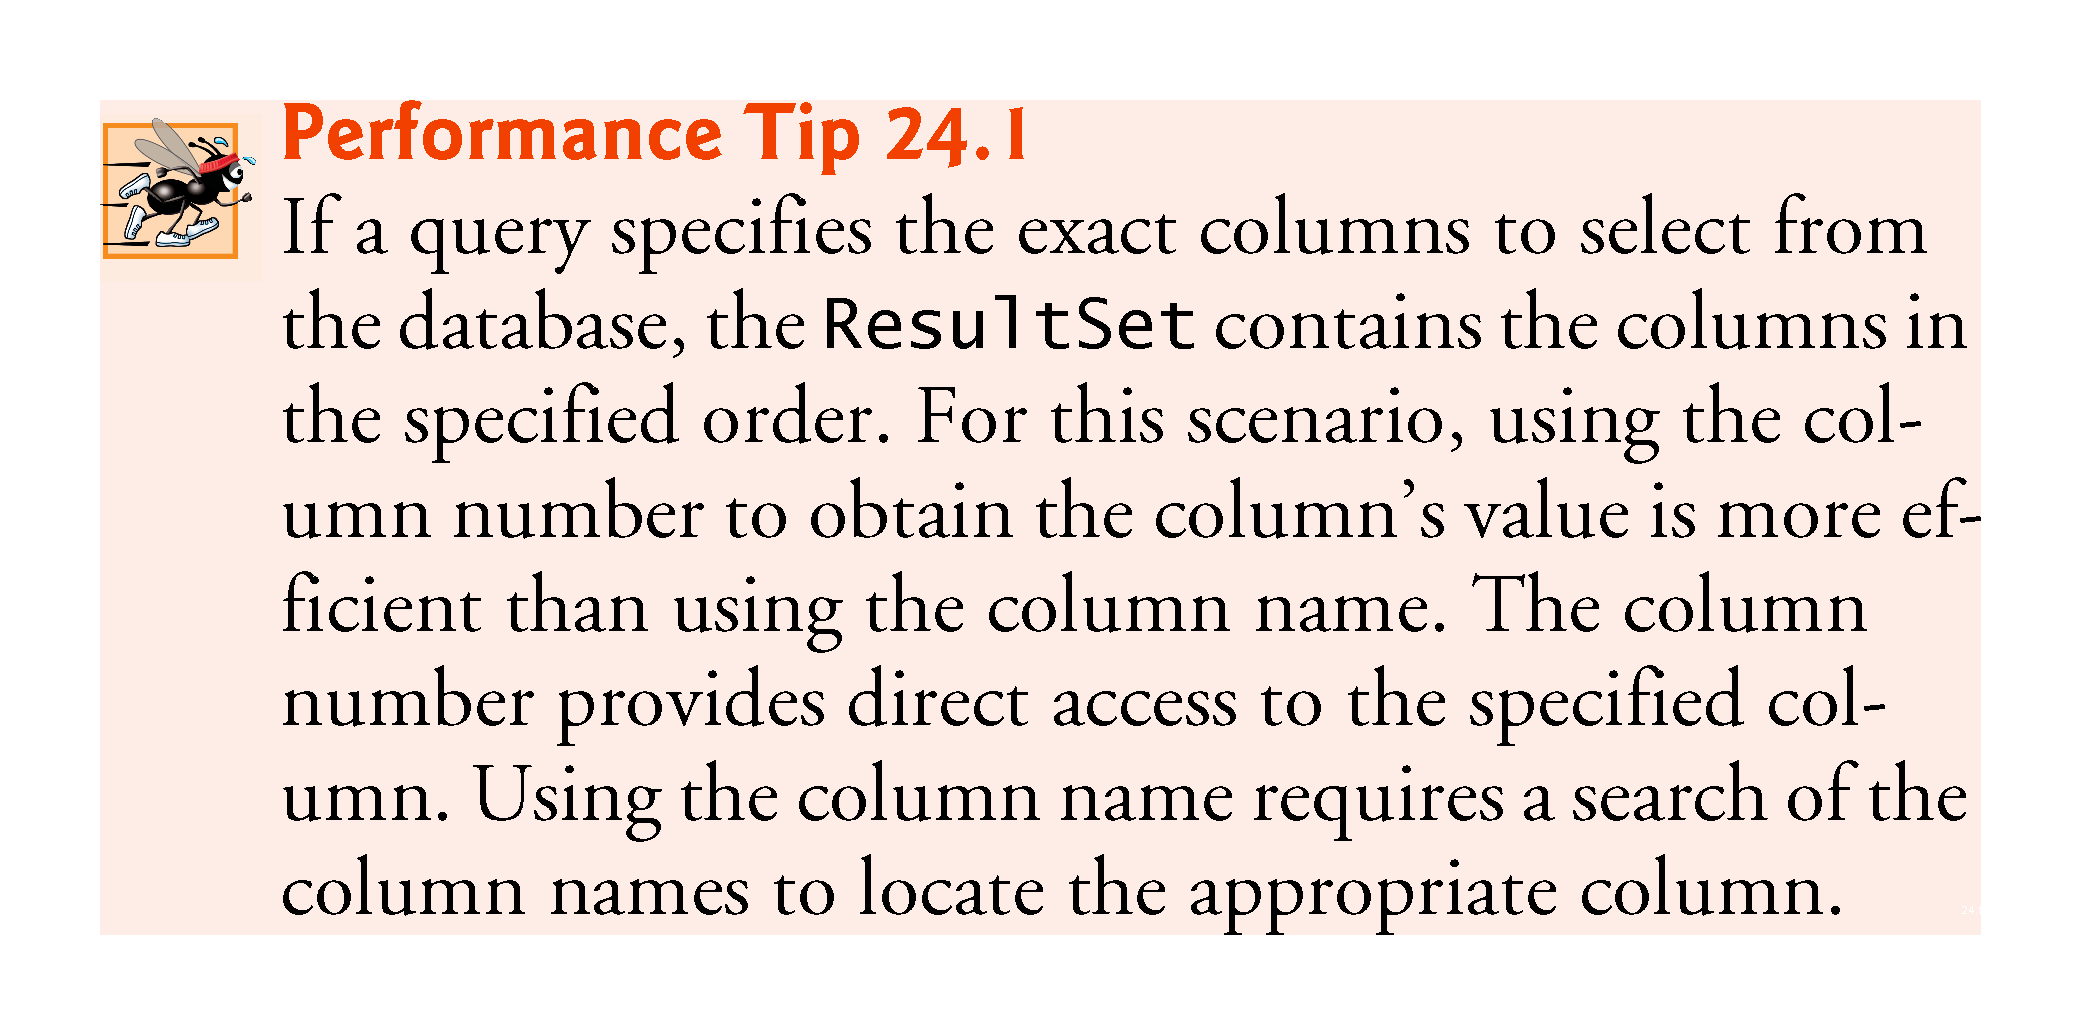 Performance Tip 24.1
If a query specifies the exact columns to select from
the database, the ResultSet contains the columns in
the specified order. For this scenario, using the col-
umn number to obtain the column’s value is more ef-
ficient than using the column name. The column
number provides direct access to the specified col-
umn. Using the column name requires a search of the
column names to locate the appropriate column.